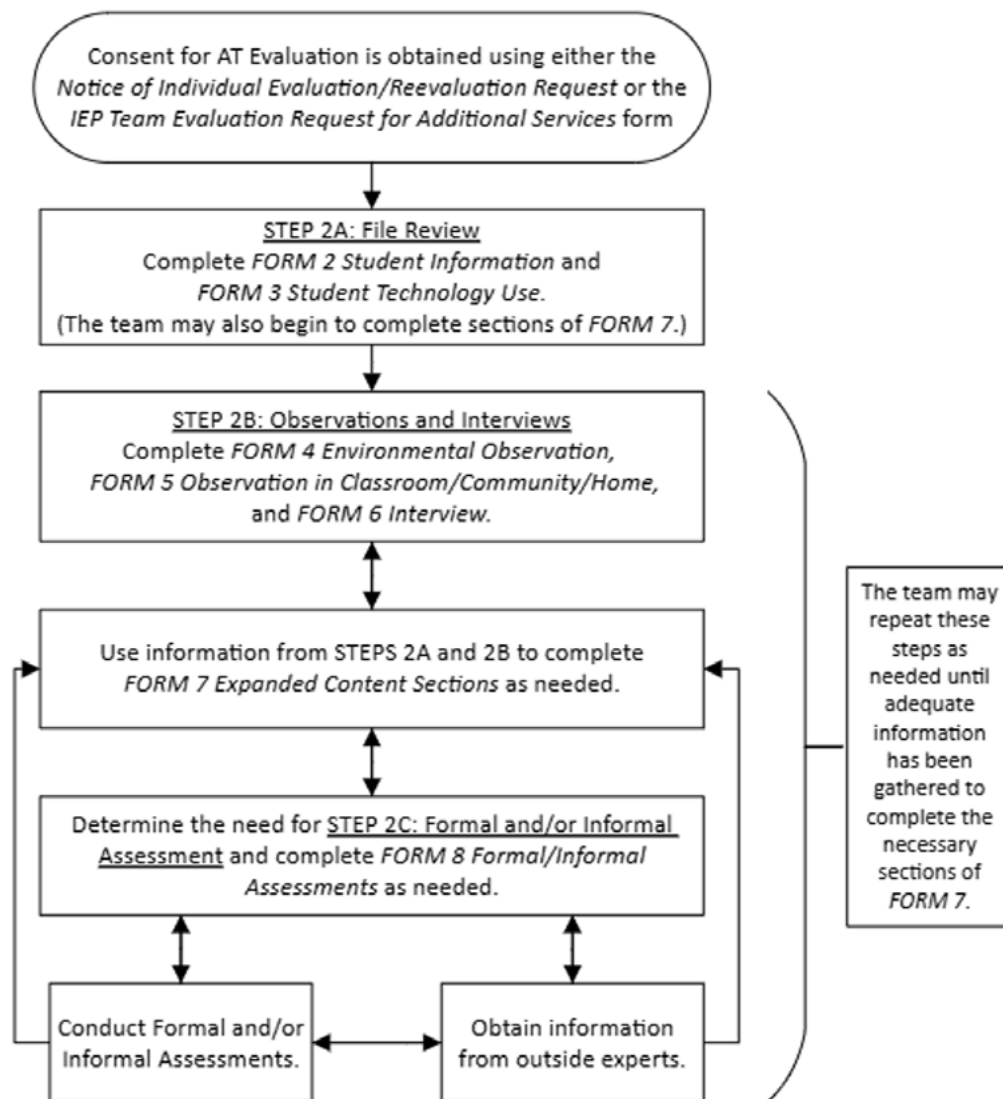 Consent for AT Evaluation is obtained using either the
Notice of Individual Evaluation/Reevaluation Request or the
IEP Team Evaluation Request for Additional Services form
STEP 2A: File Review
Complete FORM 2 Student Information and
FORM 3 Student Technology Use.
(The team may also begin to complete sections of FORM 7.)
STEP 2B: Observations and Interviews
Complete FORM 4 Environmental Observation,
FORM 5 Observation in Classroom/Community/Home,
and FORM 6 Interview.
Use information from STEPS 2A and 2B to complete
FORM 7 Expanded Content Sections as needed.
Determine the need for STEP 2C: Formal and/or Informal
Assessment and complete FORM 8 Formal/Informal
Assessments as needed.
Conduct Formal and/or
Informal Assessments.
Obtain information
from outside experts.
The team may
repeat these
steps as
needed until
adequate
information
has been
gathered to
complete the
necessary
sections of
FORM 7.